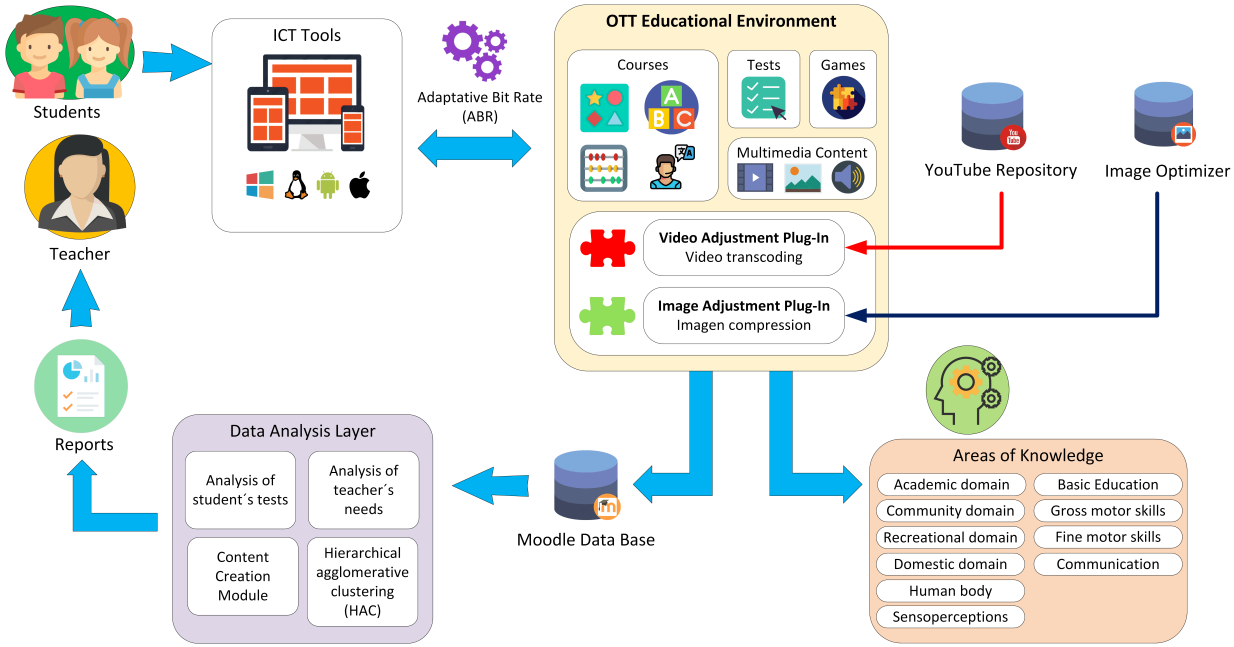 Students
Teacher
Reports
ICT Tools
Adaptative Bit Rate
(ABR)
OTT Educational Environment
Courses
A
B C
文A
Tests
Games
Multimedia Content
Video Adjustment Plug-In
Video transcoding
Image Adjustment Plug-In
Imagen compression
You
Tube
YouTube Repository
Image Optimizer
Data Analysis Layer
Analysis of
student´s tests
Analysis of
teacher´s
needs
Content
Creation
Module
Hierarchical
agglomerative
clustering
(HAC)
m
Moodle Data Base
Areas of Knowledge
Academic domain
Community domain
Recreational domain
Domestic domain
Human body
Sensoperceptions
Basic Education
Gross motor skills
Fine motor skills
Communication